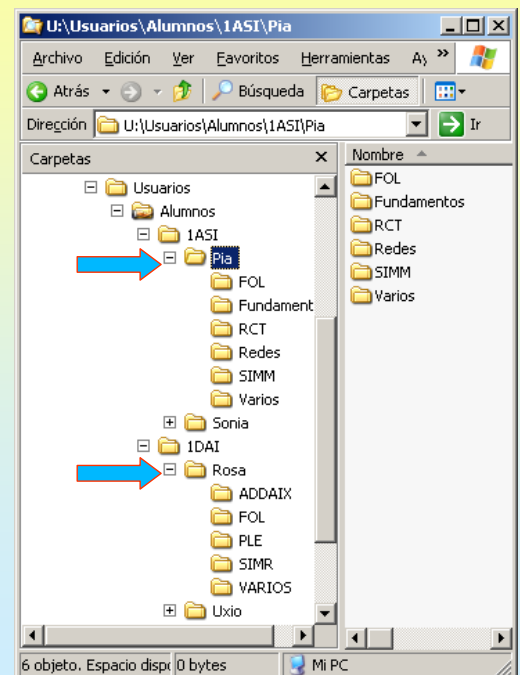 U:\Usuarios\Alumnos\1ASI\Pia
Archivo Edición Ver Favoritos Herramientas Ay »
Atrás Búsqueda Carpetas
Dirección U:\Usuarios\Alumnos\1ASI\Pia Ir
Carpetas x
Usuarios
Alumnos
1ASI
Pia
FOL
Fundament
RCT
Redes
SIMM
Varios
Sonia
1DAI
Rosa
ADDAIX
FOL
PLE
SIMR
VARIOS
Uxio
Nombre
FOL
Fundamentos
RCT
Redes
SIMM
Varios
6 objeto. Espacio dispo 0 bytes Mi PC